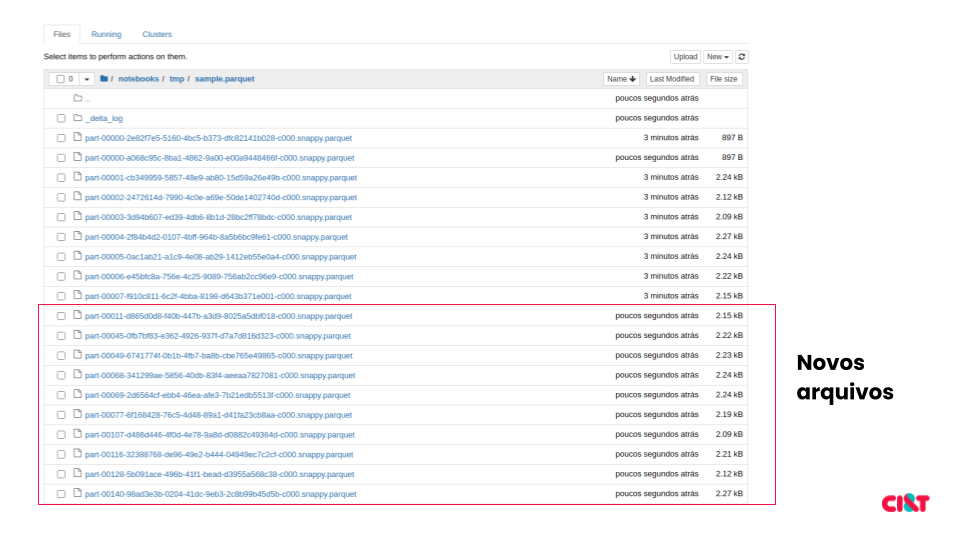 Files Running Clusters
Select items to perform actions on them. Upload New
0 / notebooks / tmp / sample.parquet Name Last Modified File size
.. poucos segundos atrás
_delta_log poucos segundos atrás
part-00000-2e82f7e5-5160-4bc5-b373-dfc82141b028-c000.snappy.parquet 3 minutos atrás 897 B
part-00000-a068c95c-8ba1-4862-9a00-e00a9448466f-c000.snappy.parquet poucos segundos atrás 897 B
part-00001-cb349959-5857-48e9-ab80-15d59a26e49b-c000.snappy.parquet 3 minutos atrás 2.24 kB
part-00002-2472614d-7990-4c0e-a69e-50de1402740d-c000.snappy.parquet 3 minutos atrás 2.12 kB
part-00003-3d94b607-ed39-4db6-8b1d-28bc2ff78bdc-c000.snappy.parquet 3 minutos atrás 2.09 kB
part-00004-2f84b4d2-0107-4bff-964b-8a5b6bc9fe61-c000.snappy.parquet 3 minutos atrás 2.27 kB
part-00005-0ac1ab21-a1c9-4e08-ab29-1412eb55e0a4-c000.snappy.parquet 3 minutos atrás 2.24 kB
part-00006-e45bfc8a-756e-4c25-9089-756ab2cc96e9-c000.snappy.parquet 3 minutos atrás 2.22 kB
part-00007-f910c811-6c2f-4bba-8198-d643b371e001-c000.snappy.parquet 3 minutos atrás 2.15 kB
part-00011-d865d0d8-f40b-447b-a3d9-8025a5dbf018-c000.snappy.parquet poucos segundos atrás 2.15 kB
part-00045-0fb7bf83-e362-4926-937f-d7a7d816d323-c000.snappy.parquet poucos segundos atrás 2.22 kB
part-00049-6741774f-0b1b-4fb7-ba8b-cbe765e49865-c000.snappy.parquet poucos segundos atrás 2.23 kB
part-00068-341299ae-5856-40db-83f4-aeeaa7827081-c000.snappy.parquet poucos segundos atrás 2.24 kB
part-00069-2d6564cf-ebb4-46ea-afe3-7b21edb5513f-c000.snappy.parquet poucos segundos atrás 2.24 kB
part-00077-6f168428-76c5-4d48-89a1-d41fa23cb8aa-c000.snappy.parquet poucos segundos atrás 2.19 kB
part-00107-d486d446-4f0d-4e78-9a8d-d0882c49364d-c000.snappy.parquet poucos segundos atrás 2.09 kB
part-00116-32388768-de96-49e2-b444-04949ec7c2cf-c000.snappy.parquet poucos segundos atrás 2.21 kB
part-00128-5b091ace-496b-41f1-bead-d3955a568c38-c000.snappy.parquet poucos segundos atrás 2.12 kB
part-00140-98ad3e3b-0204-41dc-9eb3-2c8b99b45d5b-c000.snappy.parquet poucos segundos atrás 2.27 kB
Novos
arquivos
CI&T